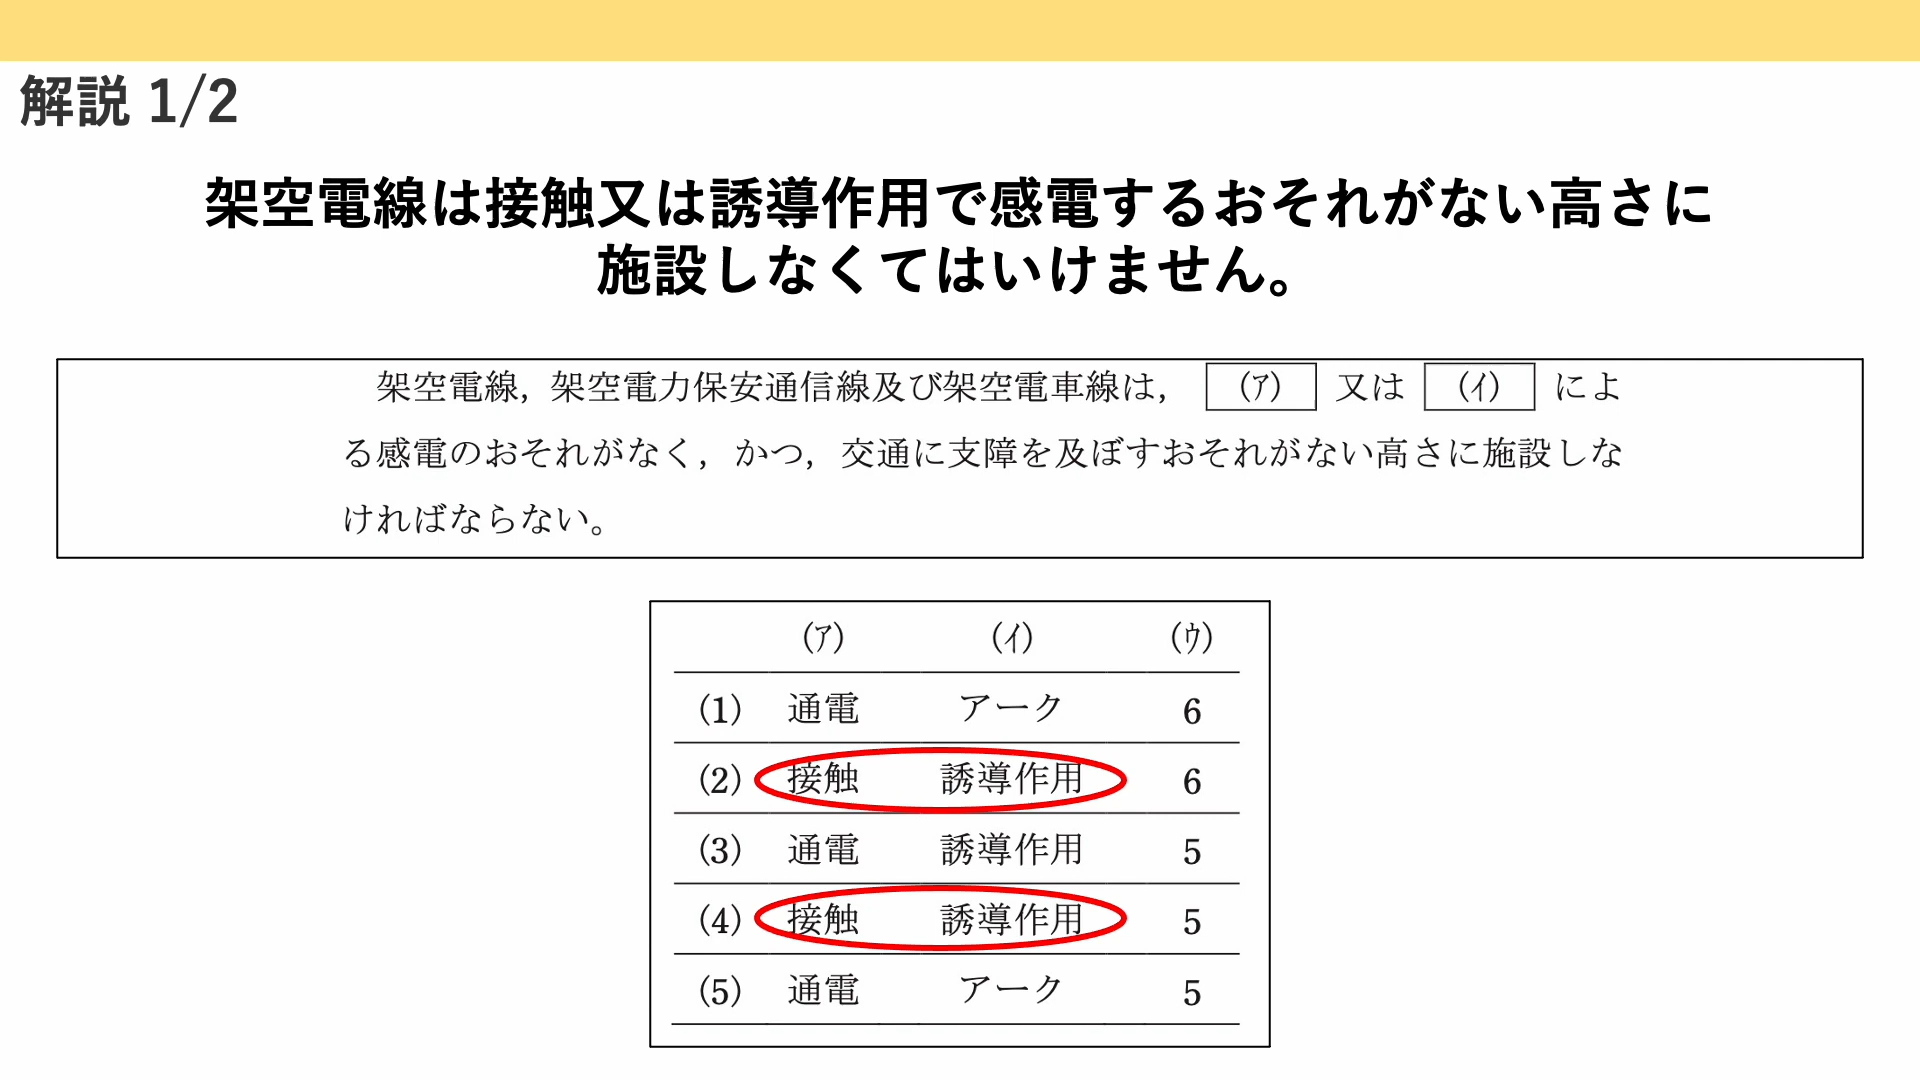 解説 1/2
架空電線は接触又は誘導作用で感電するおそれがない高さに
施設しなくてはいけません。
架空電線，架空電力保安通信線及び架空電車線は， (ア) 又は (イ) によ
る感電のおそれがなく，かつ，交通に支障を及ぼすおそれがない高さに施設しな
ければならない。
(ア) (イ) (ウ)
(1) 通電 アーク 6
(2) 接触 誘導作用 6
(3) 通電 誘導作用 5
(4) 接触 誘導作用 5
(5) 通電 アーク 5